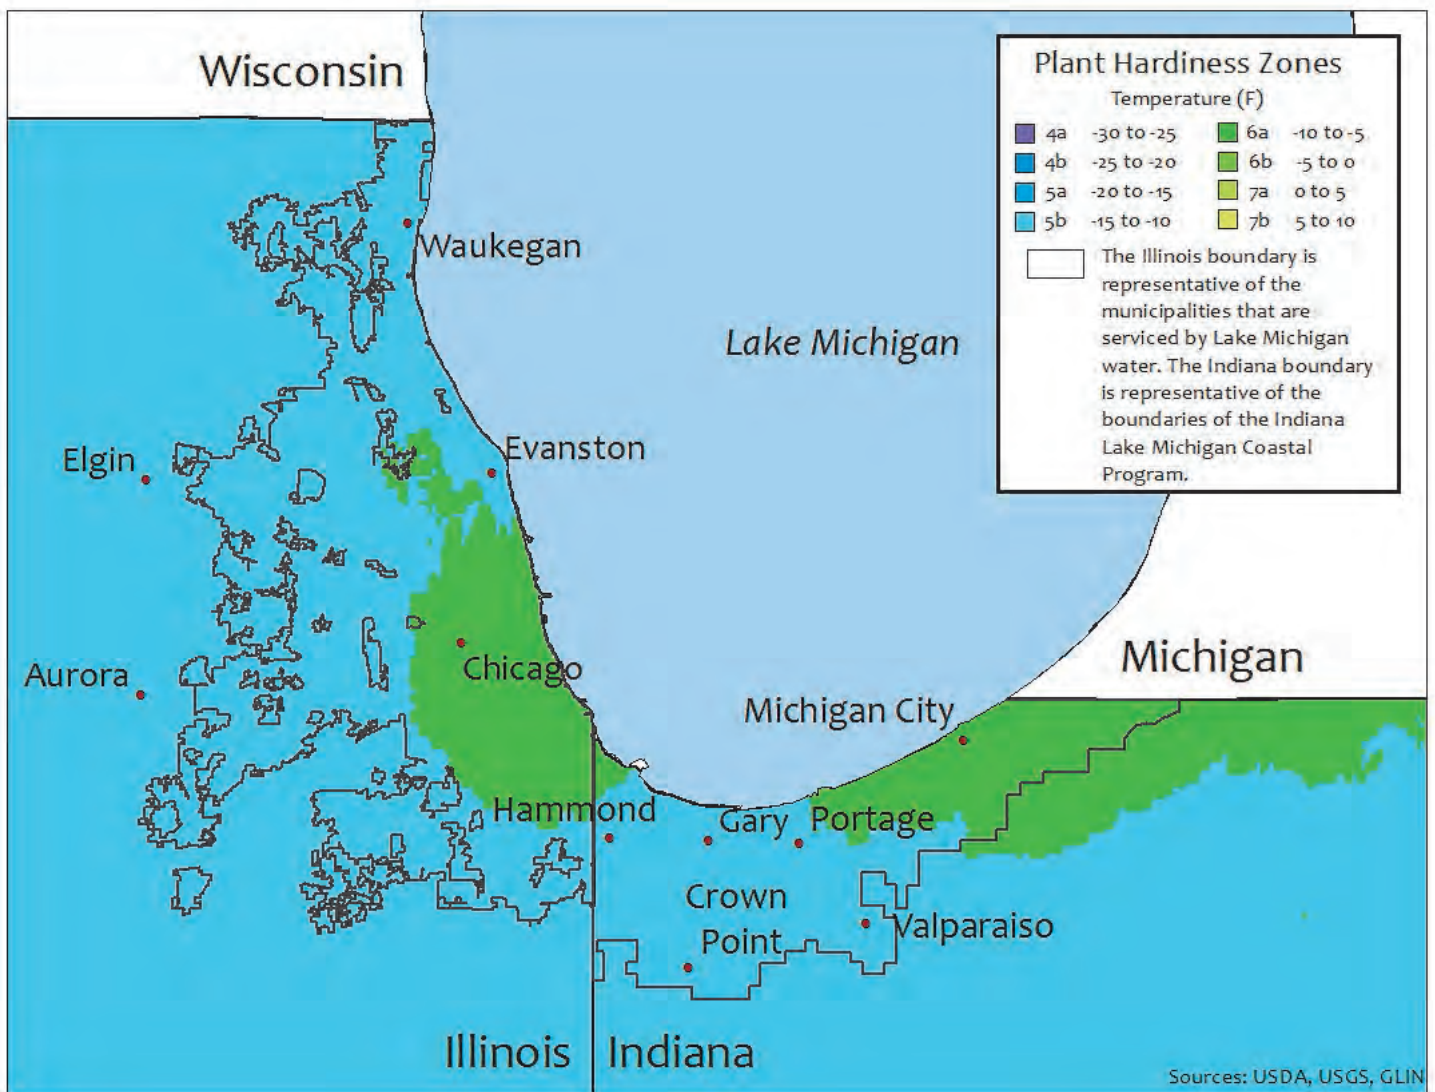 Wisconsin
Plant Hardiness Zones
Temperature (F)
4a -30 to -25 6a -10 to -5
4b -25 to -20 6b -5 to 0
5a -20 to -15 7a 0 to 5
5b -15 to -10 7b 5 to 10
The Illinois boundary is
representative of the
municipalities that are
serviced by Lake Michigan
water. The Indiana boundary
is representative of the
boundaries of the Indiana
Lake Michigan Coastal
Program.
Waukegan
Lake Michigan
Evanston
Elgin
Michigan
Chicago
Aurora
Michigan City
Hammond
Gary
Portage
Crown
Point
Valparaiso
Illinois
Indiana
Sources: USDA, USGS, GLIN